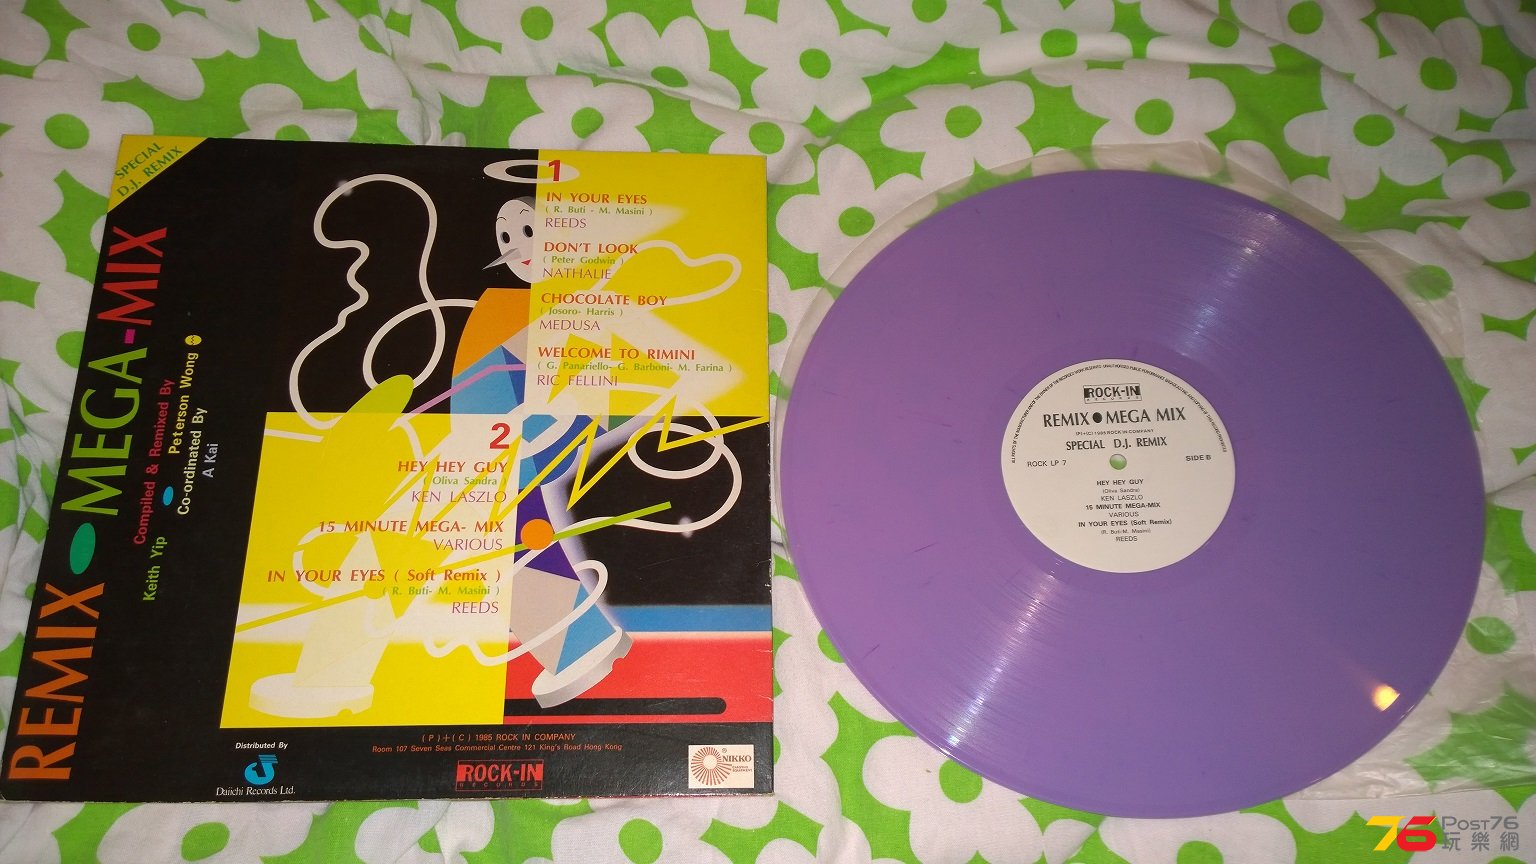 SPECIAL
D.J. REMIX
REMIX MEGA-MIX
Compiled & Remixed By
Keith Yip Peterson Wong
Co-ordinated By
A Kai
1
IN YOUR EYES
( R. Buti - M. Masini )
REEDS
DON'T LOOK
( Peter Godwin )
NATHALIE
CHOCOLATE BOY
( Josoro- Harris )
MEDUSA
WELCOME TO RIMINI
( G. Panariello- G. Barboni- M. Farina )
RIC FELLINI
2
HEY HEY GUY
( Oliva Sandra )
KEN LASZLO
15 MINUTE MEGA- MIX
VARIOUS
IN YOUR EYES ( Soft Remix )
( R. Buti- M. Masini )
REEDS
( P ) + ( C ) 1985 ROCK IN COMPANY
Room 107 Seven Seas Commercial Centre 121 King's Road Hong Kong
Distributed By
Daiichi Records Ltd.
ROCK-IN
RECORDS
NIKKO
ROCK-IN
RECORDS
REMIX MEGA MIX
(P)+(C) 1985 ROCK IN COMPANY
SPECIAL D.J. REMIX
ROCK LP 7
SIDE B
HEY HEY GUY
(Oliva Sandra)
KEN LASZLO
15 MINUTE MEGA-MIX
VARIOUS
IN YOUR EYES (Soft Remix)
(R. Buti- M. Masini)
REEDS
76 POST76
玩樂網